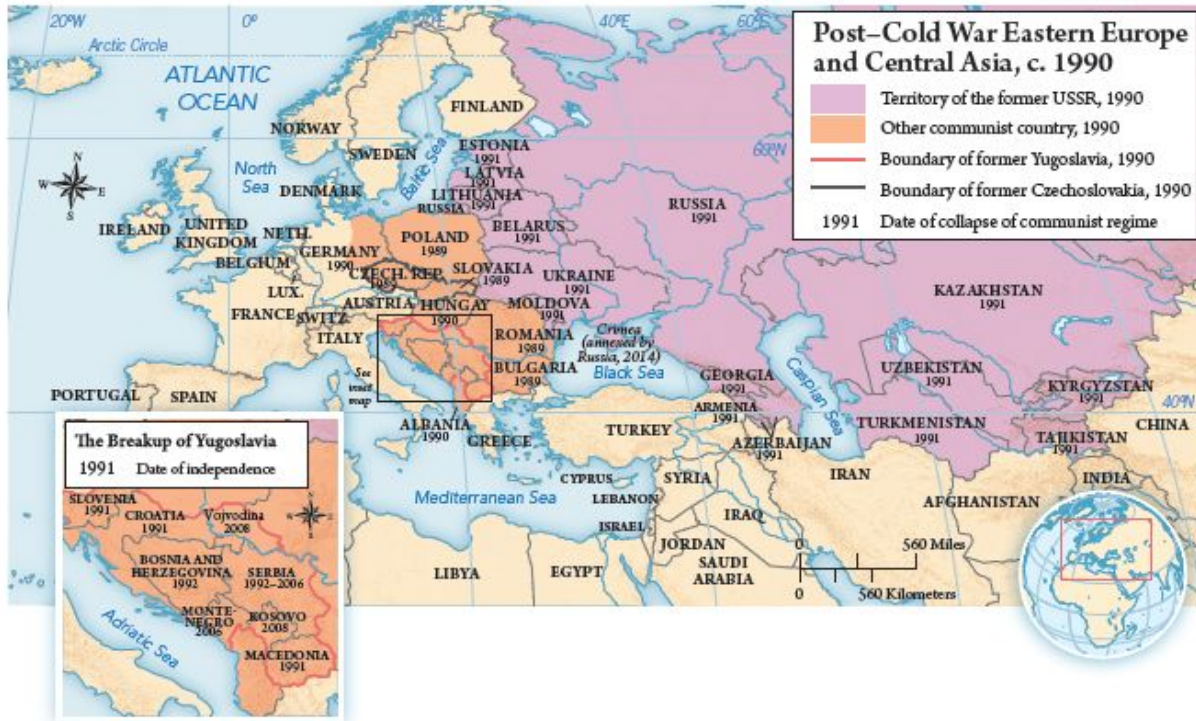 20°W
0°
40°E
60°E
Arctic Circle
Post–Cold War Eastern Europe
and Central Asia, c. 1990
Territory of the former USSR, 1990
Other communist country, 1990
Boundary of former Yugoslavia, 1990
Boundary of former Czechoslovakia, 1990
1991 Date of collapse of communist regime
ATLANTIC
OCEAN
N
W
E
S
North
Sea
Baltic Sea
60°N
FINLAND
NORWAY
SWEDEN
ESTONIA
1991
LATVIA
1991
LITHUANIA
1991
RUSSIA
DENMARK
IRELAND
UNITED
KINGDOM
NETH.
BELGIUM
LUX.
GERMANY
1990
POLAND
1989
BELARUS
1991
RUSSIA
1991
CZECH. REP.
1989
SLOVAKIA
1989
UKRAINE
1991
KAZAKHSTAN
1991
FRANCE
SWITZ
AUSTRIA
HUNGAY
1990
MOLDOVA
1991
ITALY
ROMANIA
1989
Crimea
(annexed by
Russia, 2014)
BULGARIA
1989
Black Sea
Caspian Sea
GEORGIA
1991
UZBEKISTAN
1991
KYRGYZSTAN
1991
40°N
PORTUGAL
SPAIN
See
inset
map
ALBANIA
1990
GREECE
TURKEY
ARMENIA
1991
AZERBAIJAN
1991
TURKMENISTAN
1991
TAJIKISTAN
1991
CHINA
CYPRUS
SYRIA
LEBANON
ISRAEL
IRAQ
IRAN
AFGHANISTAN
INDIA
Mediterranean Sea
JORDAN
SAUDI
ARABIA
LIBYA
EGYPT
0
560 Miles
0
560 Kilometers
The Breakup of Yugoslavia
1991 Date of independence
SLOVENIA
1991
CROATIA
1991
Vojvodina
2008
BOSNIA AND
HERZEGOVINA
1992
SERBIA
1992–2006
MONTE-
NEGRO
2006
KOSOVO
2008
MACEDONIA
1991
Adriatic Sea